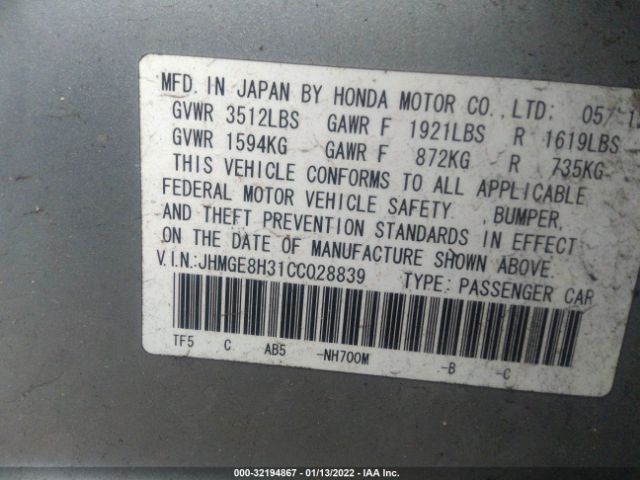 MFD. IN JAPAN BY HONDA MOTOR CO., LTD: 05/
GVWR 3512LBS GAWR F 1921LBS R 1619LBS
GVWR 1594KG GAWR F 872KG R 735KG
THIS VEHICLE CONFORMS TO ALL APPLICABLE
FEDERAL MOTOR VEHICLE SAFETY , BUMPER,
AND THEFT PREVENTION STANDARDS IN EFFECT
ON THE DATE OF MANUFACTURE SHOWN ABOVE.
V.I.N.:JHMGE8H31CC028839 TYPE: PASSENGER CAR
TF5 C AB5 -NH700M -B -C
000-32194867 - 01/13/2022 - IAA Inc.